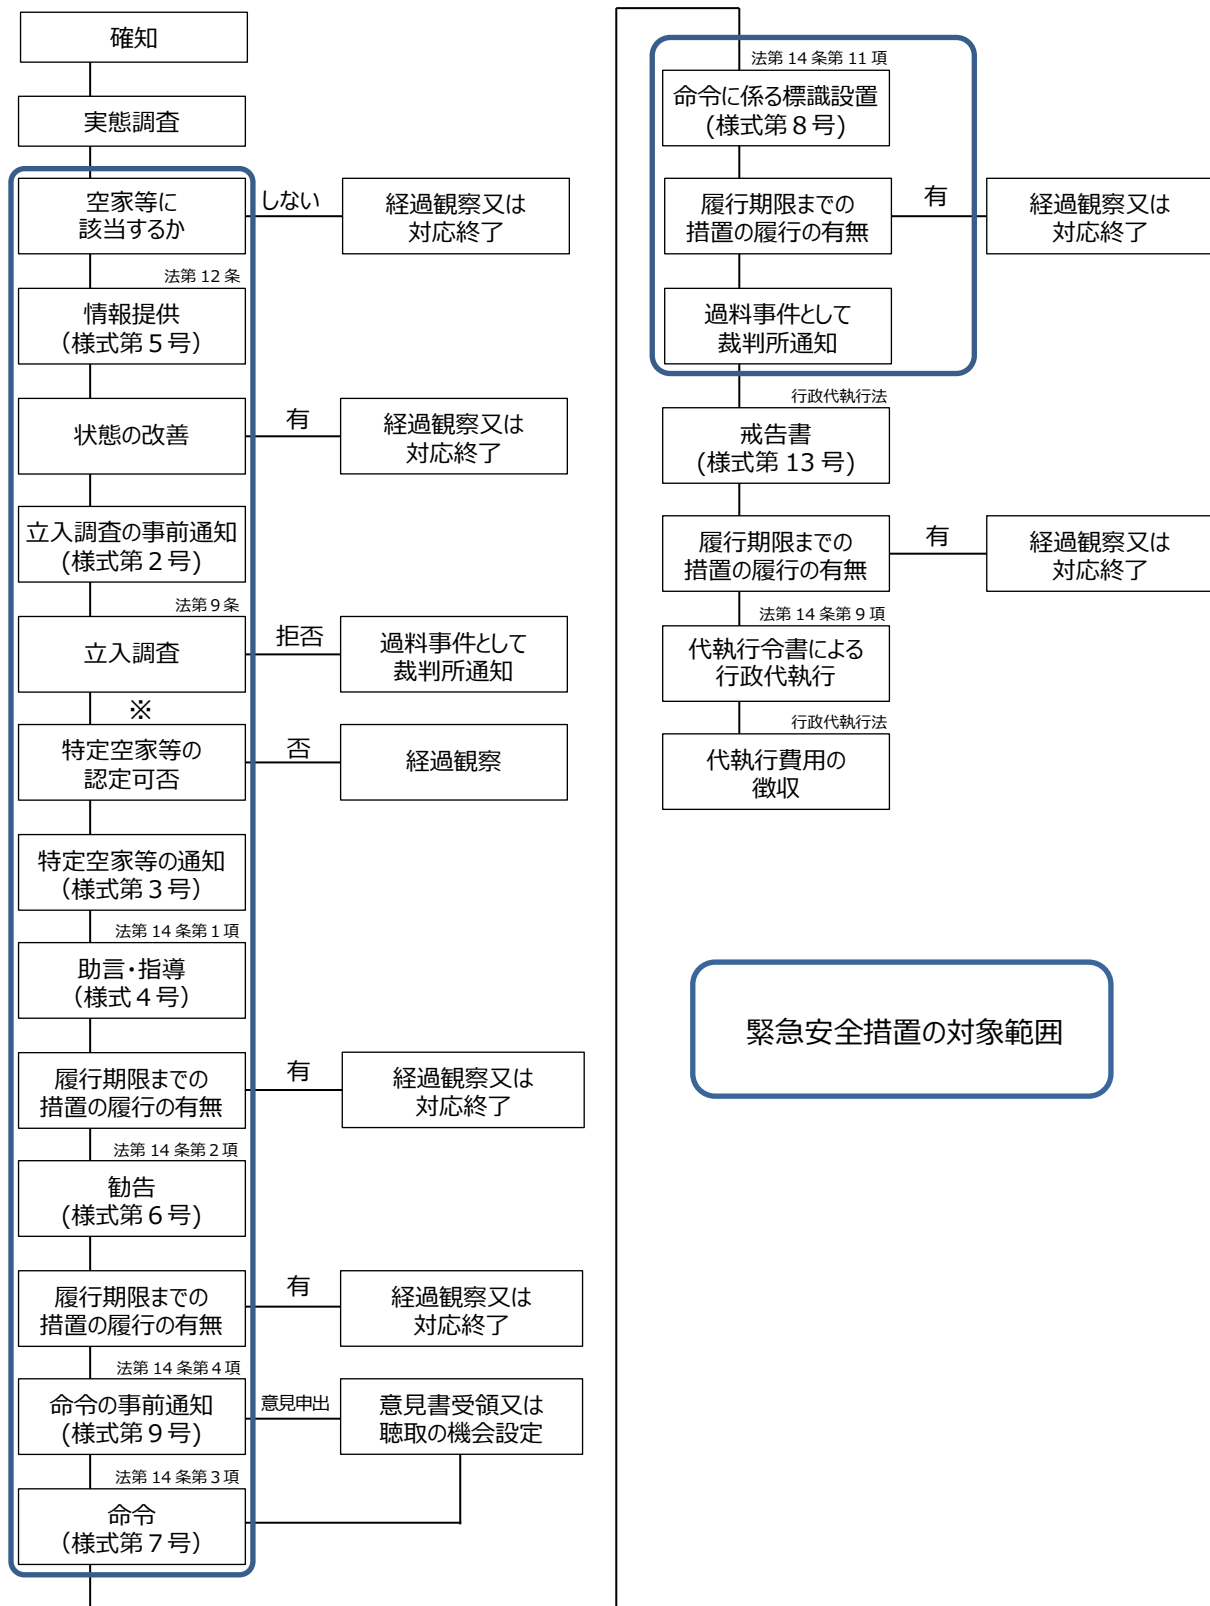 確知
実態調査
空家等に
該当するか
しない
経過観察又は
対応終了
法第 12 条
情報提供
（様式第５号）
状態の改善
有
経過観察又は
対応終了
立入調査の事前通知
(様式第２号)
法第９条
立入調査
拒否
過料事件として
裁判所通知
※
特定空家等の
認定可否
否
経過観察
特定空家等の通知
（様式第３号）
法第 14 条第１項
助言・指導
（様式４号）
履行期限までの
措置の履行の有無
有
経過観察又は
対応終了
法第 14 条第２項
勧告
(様式第６号)
履行期限までの
措置の履行の有無
有
経過観察又は
対応終了
法第 14 条第４項
命令の事前通知
(様式第９号)
意見申出
意見書受領又は
聴取の機会設定
法第 14 条第３項
命令
（様式第７号）
法第 14 条第 11 項
命令に係る標識設置
(様式第８号)
履行期限までの
措置の履行の有無
有
経過観察又は
対応終了
過料事件として
裁判所通知
行政代執行法
戒告書
(様式第 13 号)
履行期限までの
措置の履行の有無
有
経過観察又は
対応終了
法第 14 条第９項
代執行令書による
行政代執行
行政代執行法
代執行費用の
徴収
緊急安全措置の対象範囲